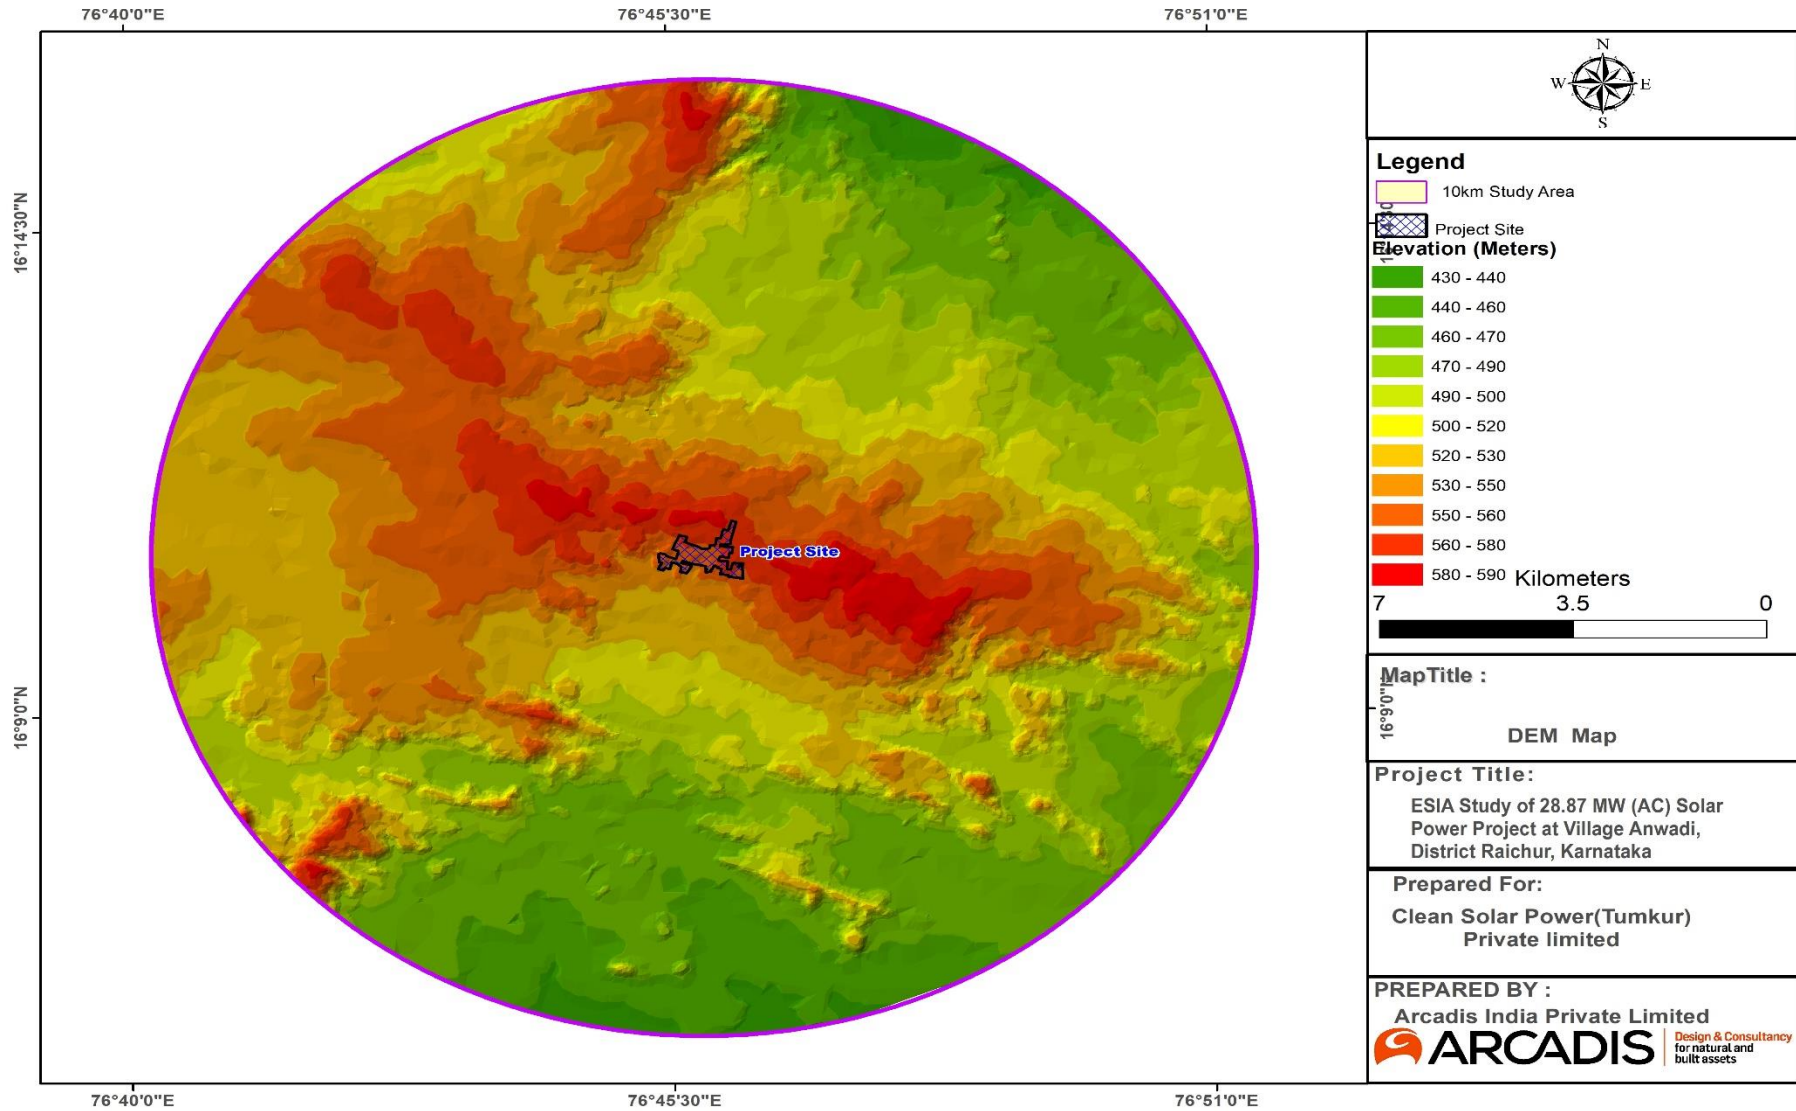 76°40'0"E
76°45'30"E
76°51'0"E
16°14'30"N
16°9'0"N
Project Site
76°40'0"E
76°45'30"E
76°51'0"E
N
W
E
S
Legend
10km Study Area
Project Site
Elevation (Meters)
430 - 440
440 - 460
460 - 470
470 - 490
490 - 500
500 - 520
520 - 530
530 - 550
550 - 560
560 - 580
580 - 590
Kilometers
7 3.5 0
MapTitle :
16°9'0"N
DEM Map
Project Title:
ESIA Study of 28.87 MW (AC) Solar
Power Project at Village Anwadi,
District Raichur, Karnataka
Prepared For:
Clean Solar Power(Tumkur)
Private limited
PREPARED BY :
Arcadis India Private Limited
ARCADIS
Design & Consultancy
for natural and
built assets